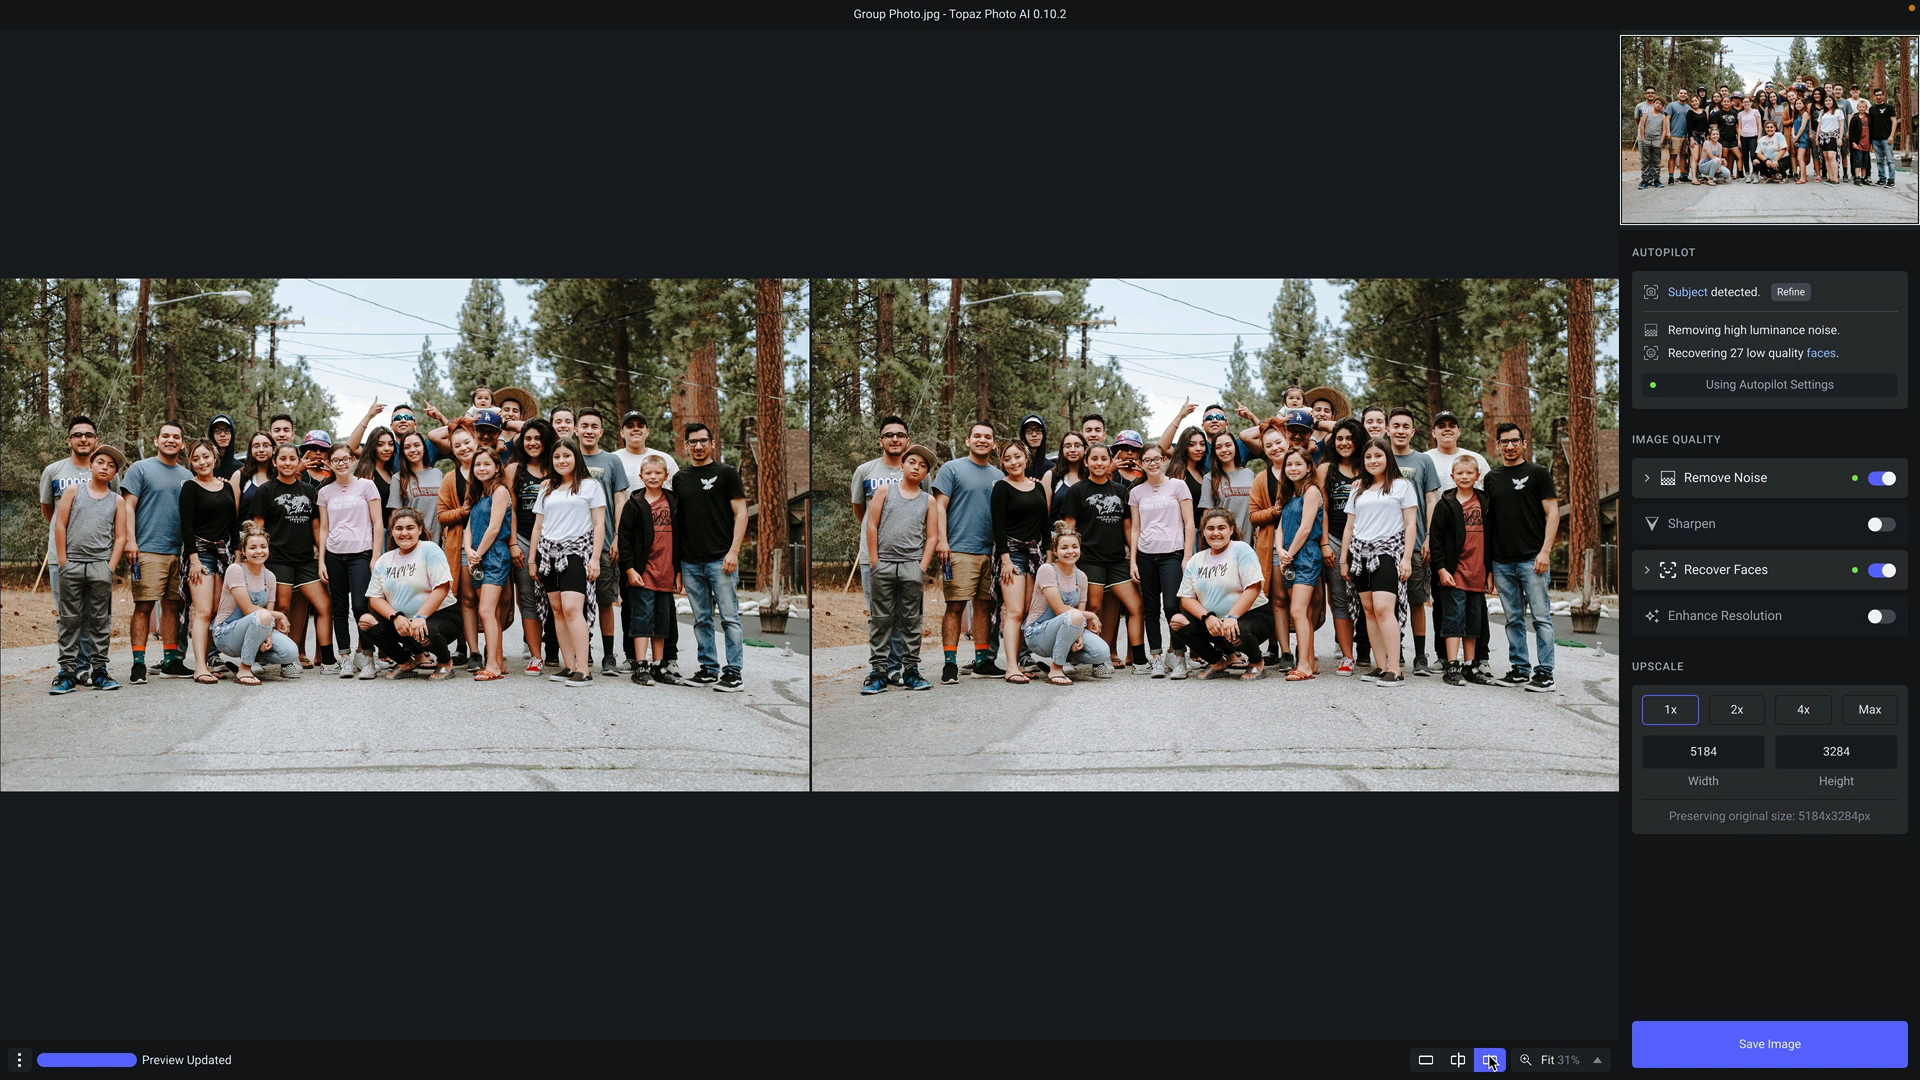 Group Photo.jpg - Topaz Photo AI 0.10.2
AUTOPILOT
Subject detected. Refine
Removing high luminance noise.
Recovering 27 low quality faces.
Using Autopilot Settings
IMAGE QUALITY
Remove Noise
Sharpen
Recover Faces
Enhance Resolution
UPSCALE
1x 2x 4x Max
5184 3284
Width Height
Preserving original size: 5184x3284px
Save Image
HAPPY
HAPPY
Preview Updated
Fit 31%